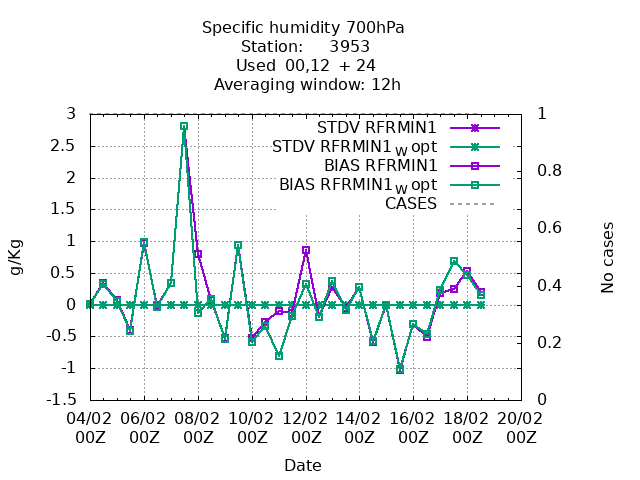 Specific humidity 700hPa
Station: 3953
Used 00,12 + 24
Averaging window: 12h
STDV RFRMIN1
STDV RFRMIN1w opt
BIAS RFRMIN1
BIAS RFRMIN1w opt
CASES
3
2.5
2
1.5
1
0.5
0
-0.5
-1
-1.5
g/Kg
1
0.8
0.6
0.4
0.2
0
No cases
04/02 06/02 08/02 10/02 12/02 14/02 16/02 18/02 20/02
00Z 00Z 00Z 00Z 00Z 00Z 00Z 00Z 00Z
Date